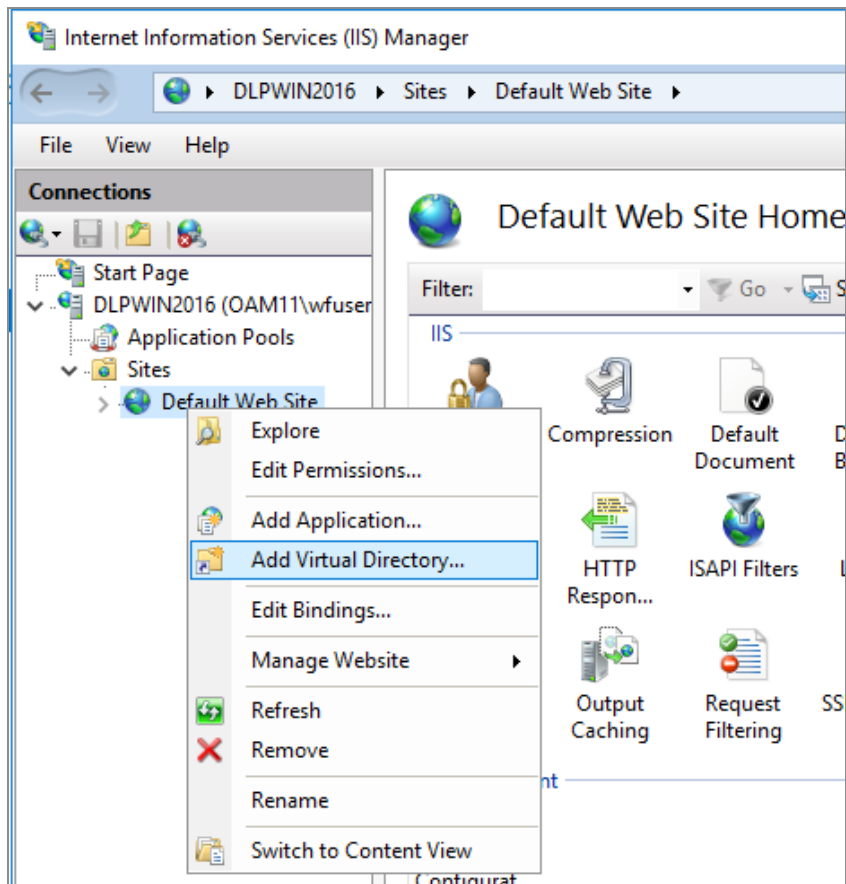 Internet Information Services (IIS) Manager
DLPWIN2016 Sites Default Web Site
File View Help
Connections
Start Page
DLPWIN2016 (OAM11\wfuser
Application Pools
Sites
Default Web Site
Default Web Site Home
Filter: Go
IIS
Compression
Default
Document
HTTP
Respon...
ISAPI Filters
Output
Caching
Request
Filtering
Explore
Edit Permissions...
Add Application...
Add Virtual Directory...
Edit Bindings...
Manage Website
Refresh
Remove
Rename
Switch to Content View